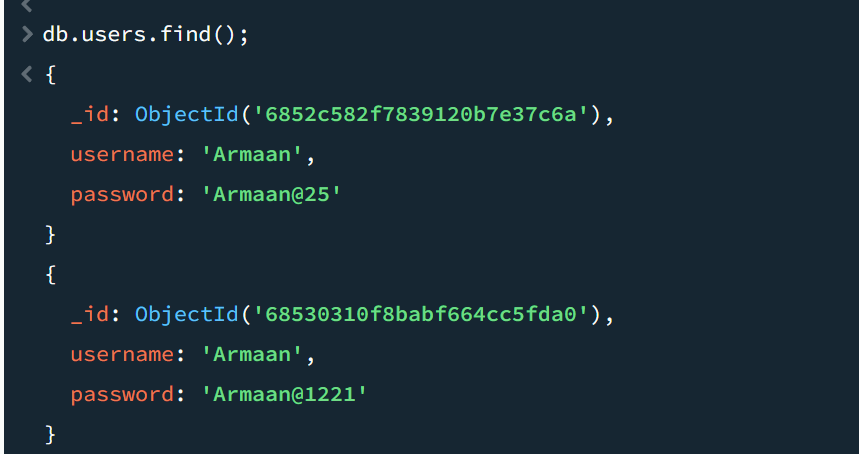 db.users.find();
{
_id: ObjectId('6852c582f7839120b7e37c6a'),
username: 'Armaan',
password: 'Armaan@25'
}
{
_id: ObjectId('68530310f8babf664cc5fda0'),
username: 'Armaan',
password: 'Armaan@1221'
}